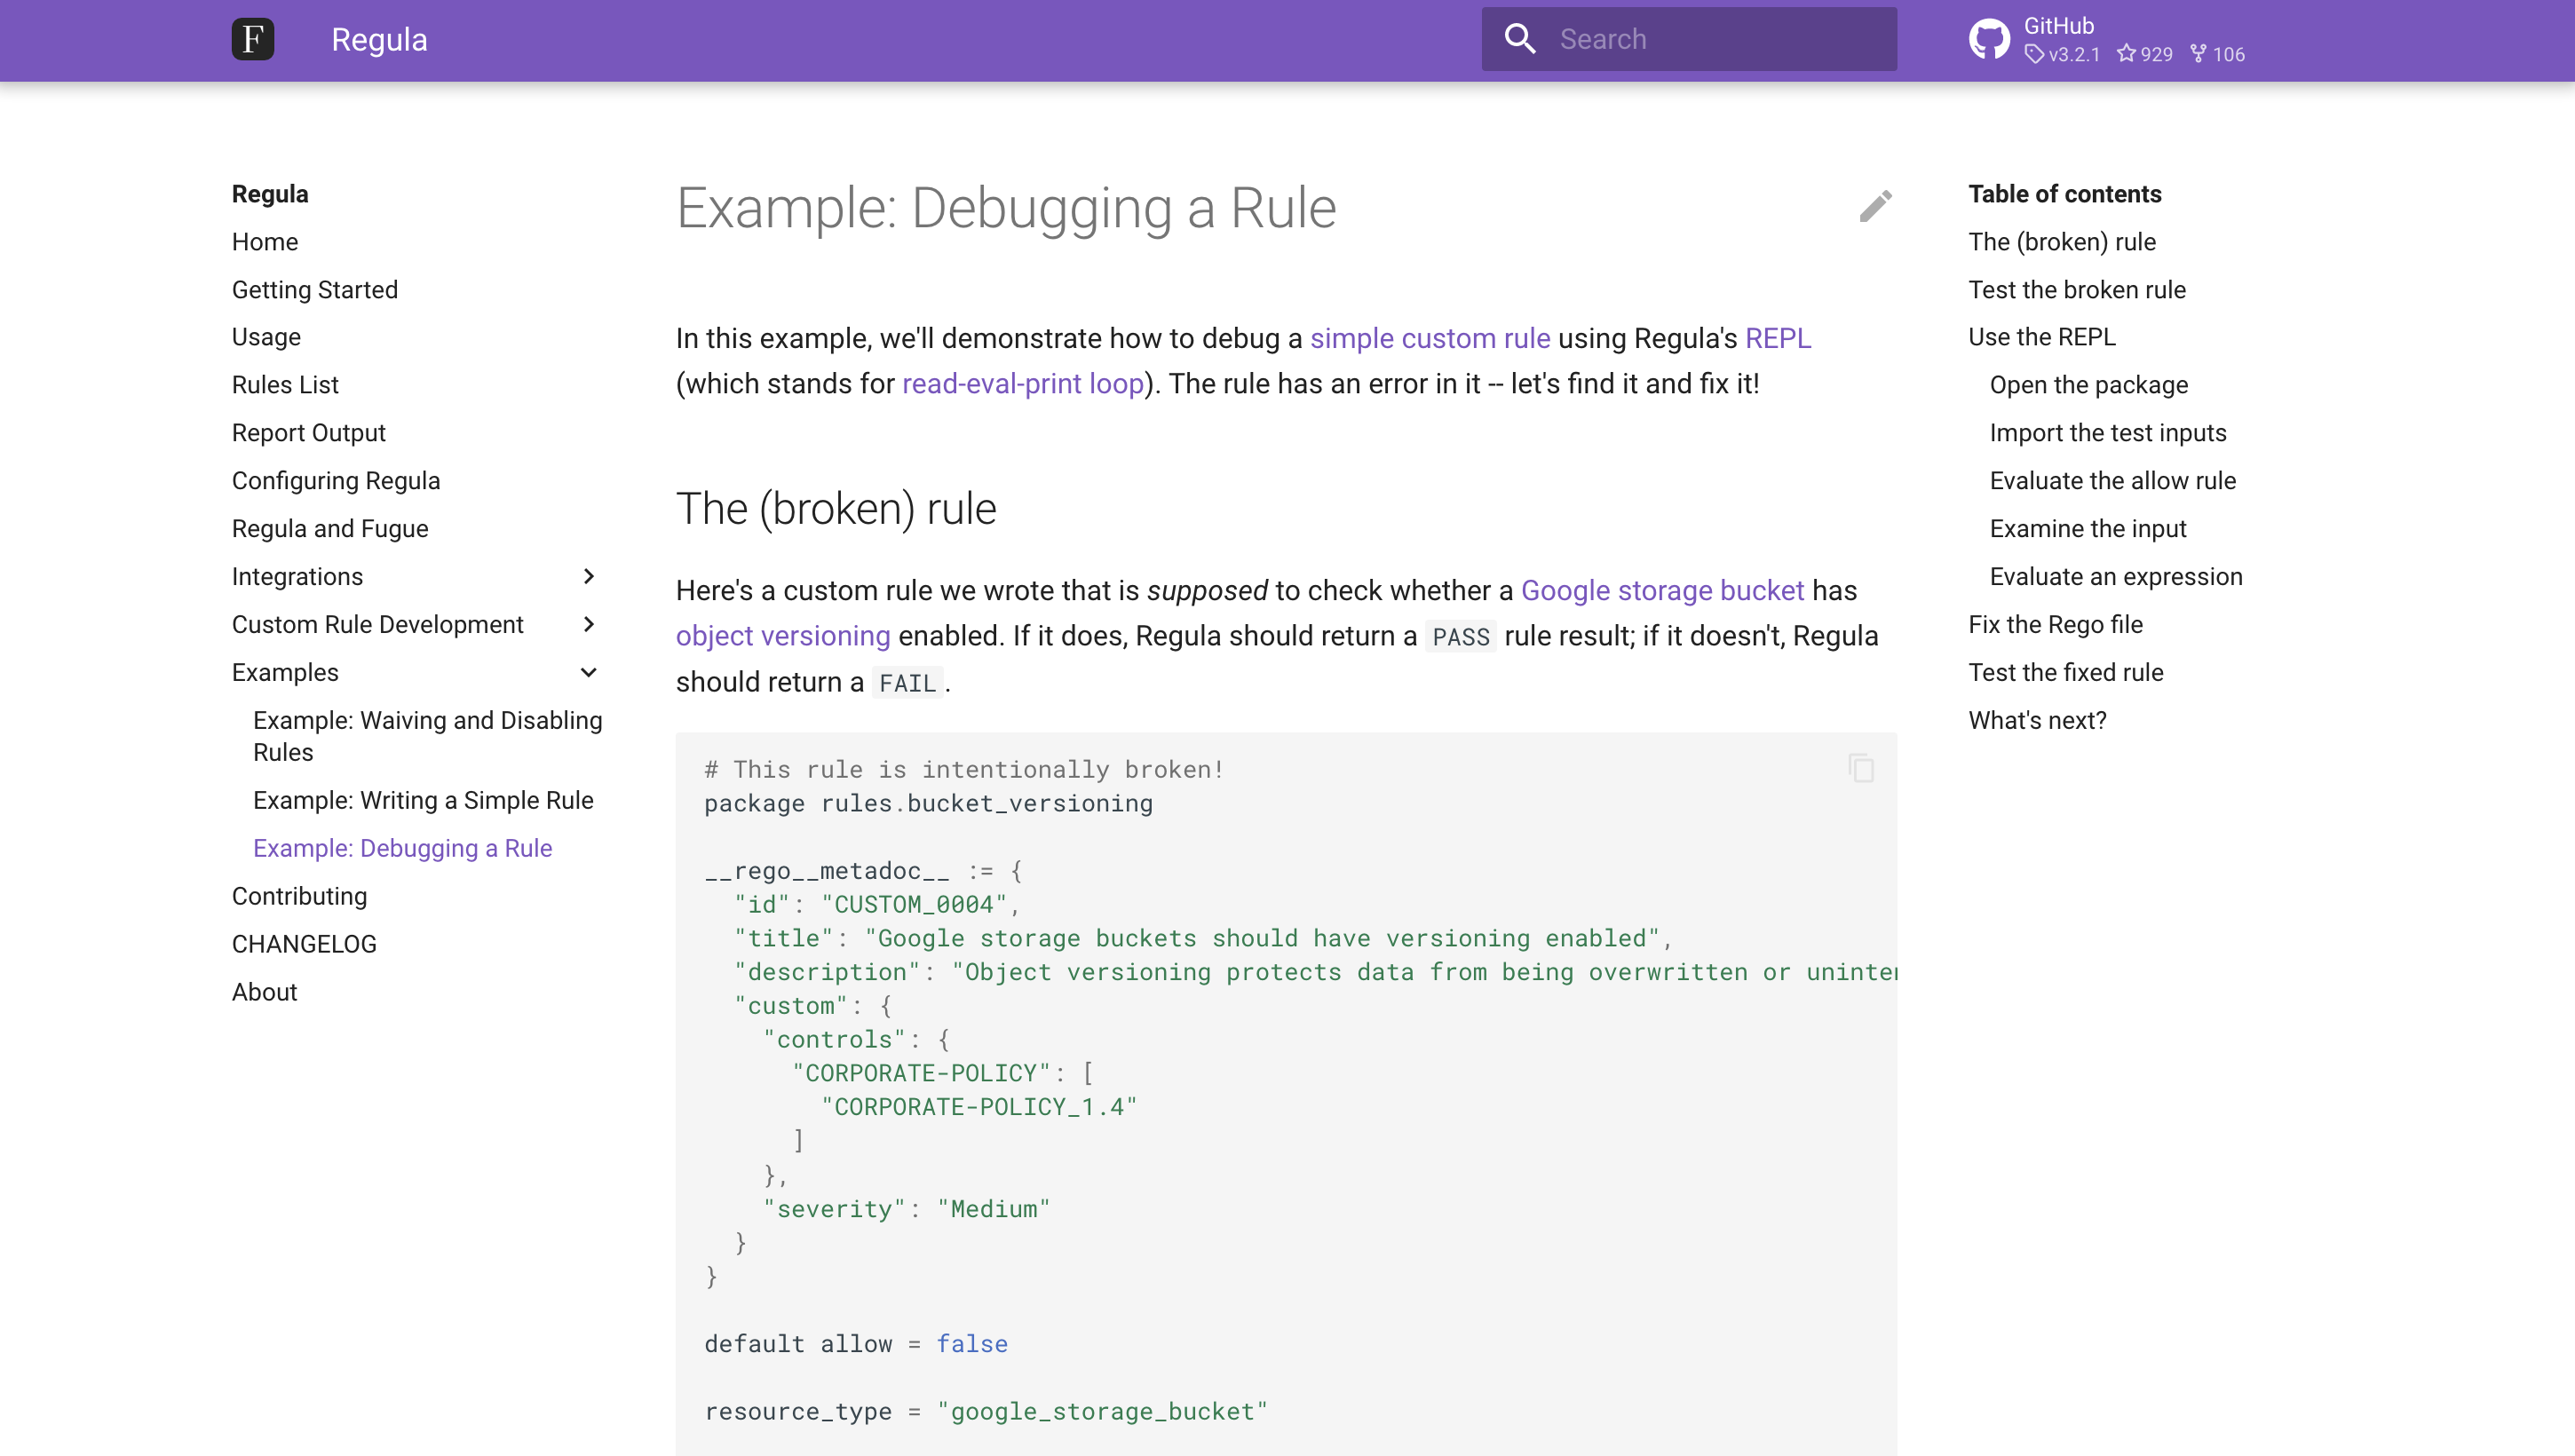 F
Regula
Search
GitHub
v3.2.1 929 106
Regula
Home
Getting Started
Usage
Rules List
Report Output
Configuring Regula
Regula and Fugue
Integrations
Custom Rule Development
Examples
Example: Waiving and Disabling
Rules
Example: Writing a Simple Rule
Example: Debugging a Rule
Contributing
CHANGELOG
About
Example: Debugging a Rule
In this example, we'll demonstrate how to debug a simple custom rule using Regula's REPL
(which stands for read-eval-print loop). The rule has an error in it -- let's find it and fix it!
The (broken) rule
Here's a custom rule we wrote that is supposed to check whether a Google storage bucket has
object versioning enabled. If it does, Regula should return a PASS rule result; if it doesn't, Regula
should return a FAIL.
# This rule is intentionally broken!
package rules.bucket_versioning
__rego__metadoc__ := {
  "id": "CUSTOM_0004",
  "title": "Google storage buckets should have versioning enabled",
  "description": "Object versioning protects data from being overwritten or
  "custom": {
    "controls": {
      "CORPORATE-POLICY": [
        "CORPORATE-POLICY_1.4"
      ]
    },
    "severity": "Medium"
  }
}
default allow = false
resource_type = "google_storage_bucket"
Table of contents
The (broken) rule
Test the broken rule
Use the REPL
Open the package
Import the test inputs
Evaluate the allow rule
Examine the input
Evaluate an expression
Fix the Rego file
Test the fixed rule
What's next?